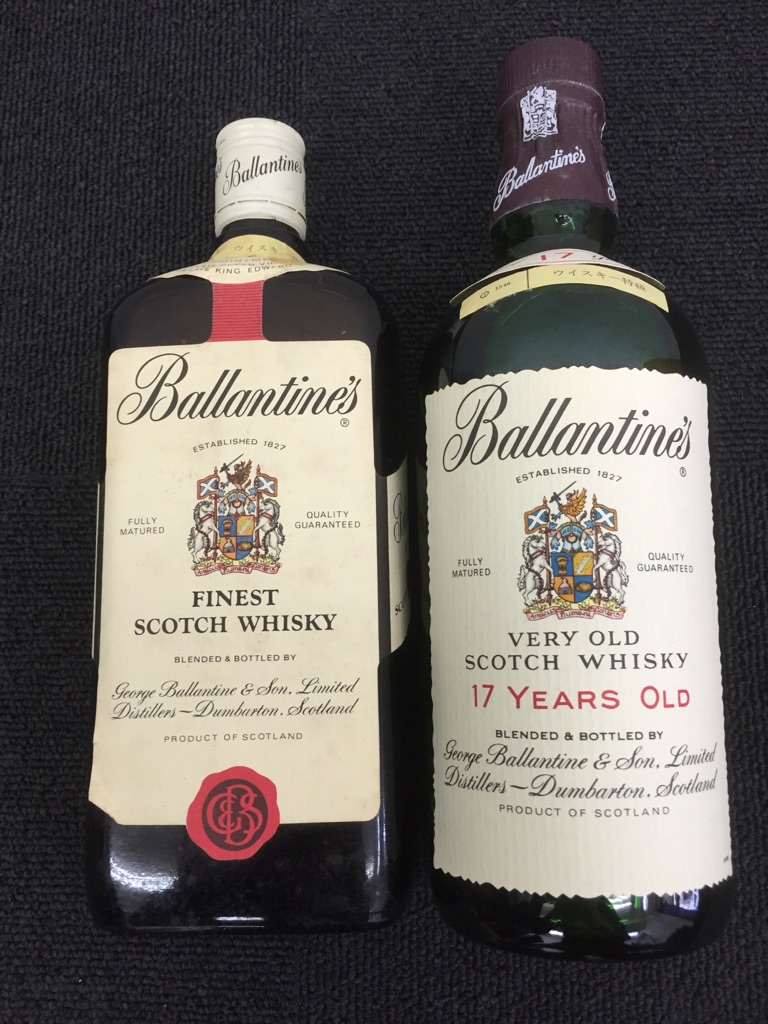 Ballantine's
ウイスキー
KING EDWARD
Ballantine's
®
ESTABLISHED 1827
FULLY MATURED
QUALITY GUARANTEED
FINEST
SCOTCH WHISKY
BLENDED & BOTTLED BY
George Ballantine & Son, Limited
Distillers – Dumbarton, Scotland
PRODUCT OF SCOTLAND
GBS
Ballantine's
17
ウイスキー特級
Ballantine's
®
ESTABLISHED 1827
FULLY MATURED
QUALITY GUARANTEED
VERY OLD
SCOTCH WHISKY
17 YEARS OLD
BLENDED & BOTTLED BY
George Ballantine & Son, Limited
Distillers – Dumbarton, Scotland
PRODUCT OF SCOTLAND